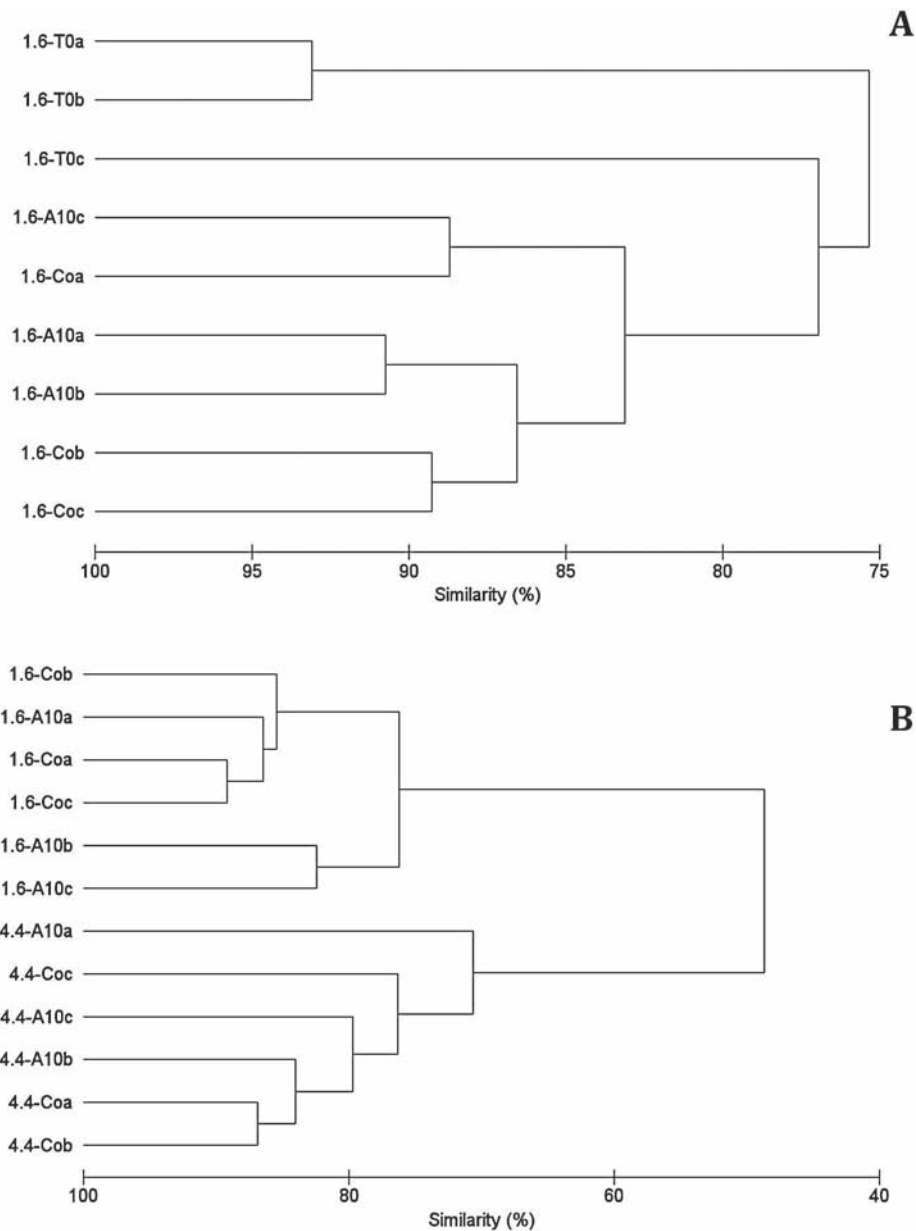 A
1.6-T0a
1.6-T0b
1.6-T0c
1.6-A10c
1.6-Coa
1.6-A10a
1.6-A10b
1.6-Cob
1.6-Coc
100 95 90 85 80 75
Similarity (%)
B
1.6-Cob
1.6-A10a
1.6-Coa
1.6-Coc
1.6-A10b
1.6-A10c
4.4-A10a
4.4-Coc
4.4-A10c
4.4-A10b
4.4-Coa
4.4-Cob
100 80 60 40
Similarity (%)